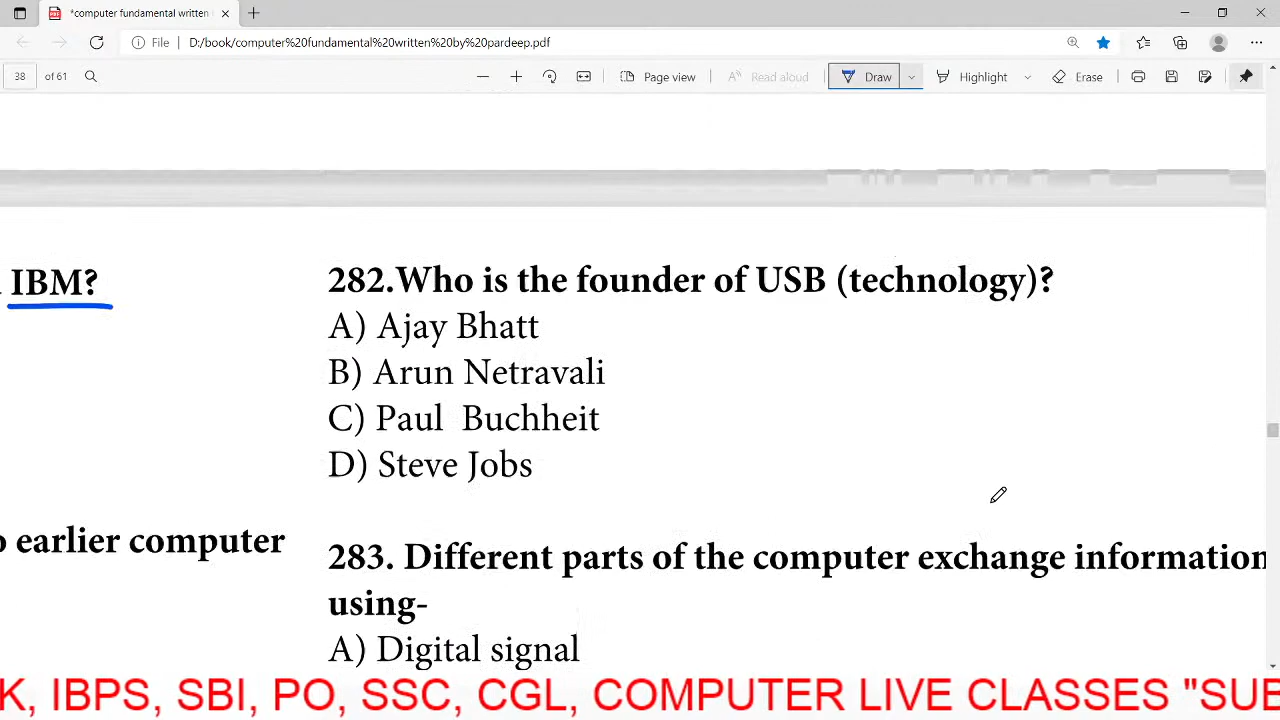 *computer fundamental written
File D:/book/computer%20fundamental%20written%20by%20pardeep.pdf
38 of 61 Page view Read aloud Draw Highlight Erase
IBM?
earlier computer
282.Who is the founder of USB (technology)?
A) Ajay Bhatt
B) Arun Netravali
C) Paul Buchheit
D) Steve Jobs
283. Different parts of the computer exchange information
using-
A) Digital signal
K, IBPS, SBI, PO, SSC, CGL, COMPUTER LIVE CLASSES "SUB